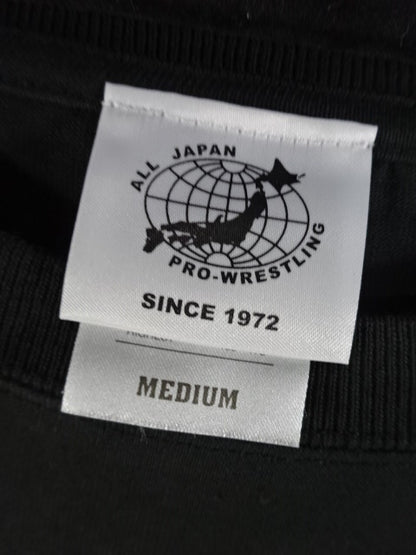 ALL JAPAN
PRO-WRESTLING
SINCE 1972
MEDIUM